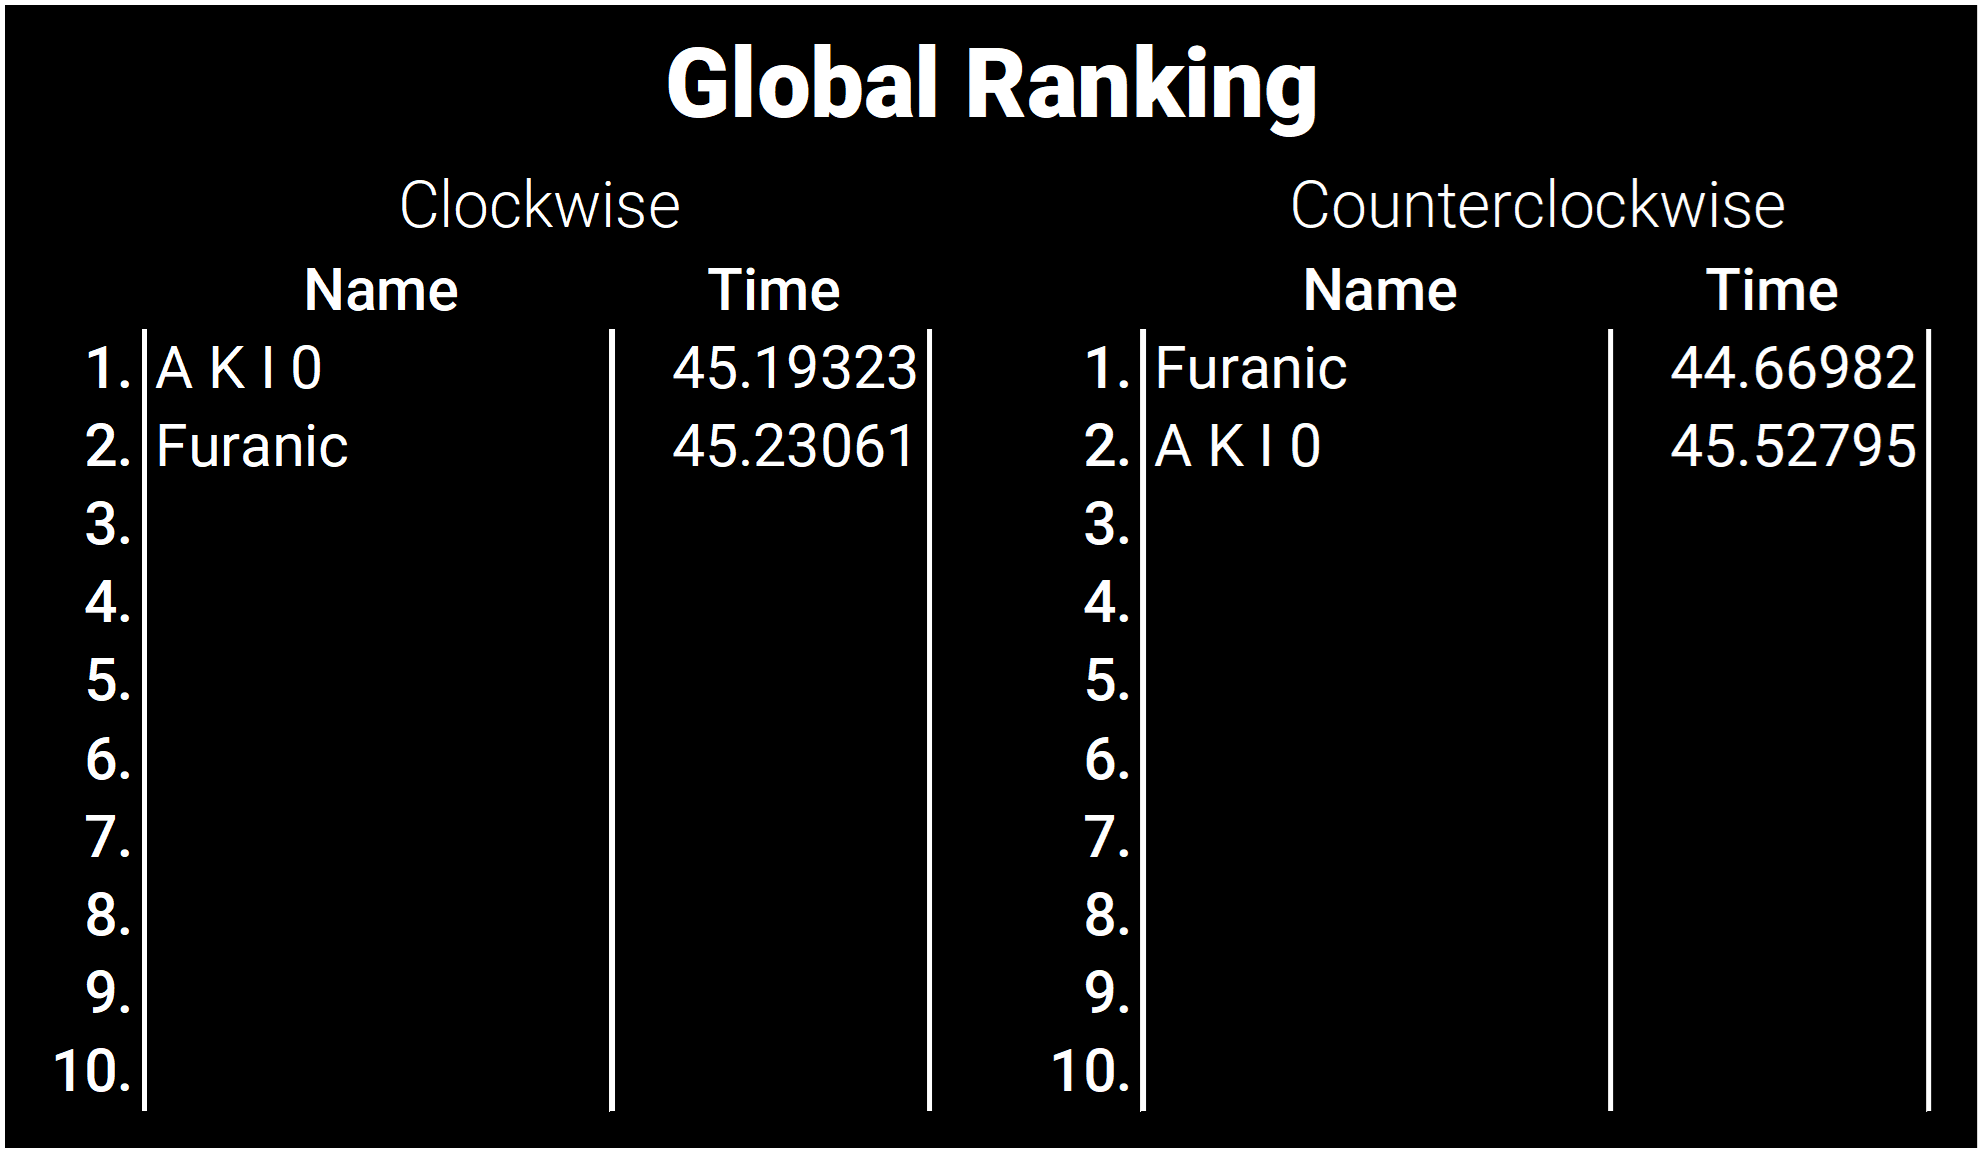 Global Ranking
Clockwise
Name Time
1. A K I 0 45.19323
2. Furanic 45.23061
3.
4.
5.
6.
7.
8.
9.
10.
Counterclockwise
Name Time
1. Furanic 44.66982
2. A K I 0 45.52795
3.
4.
5.
6.
7.
8.
9.
10.